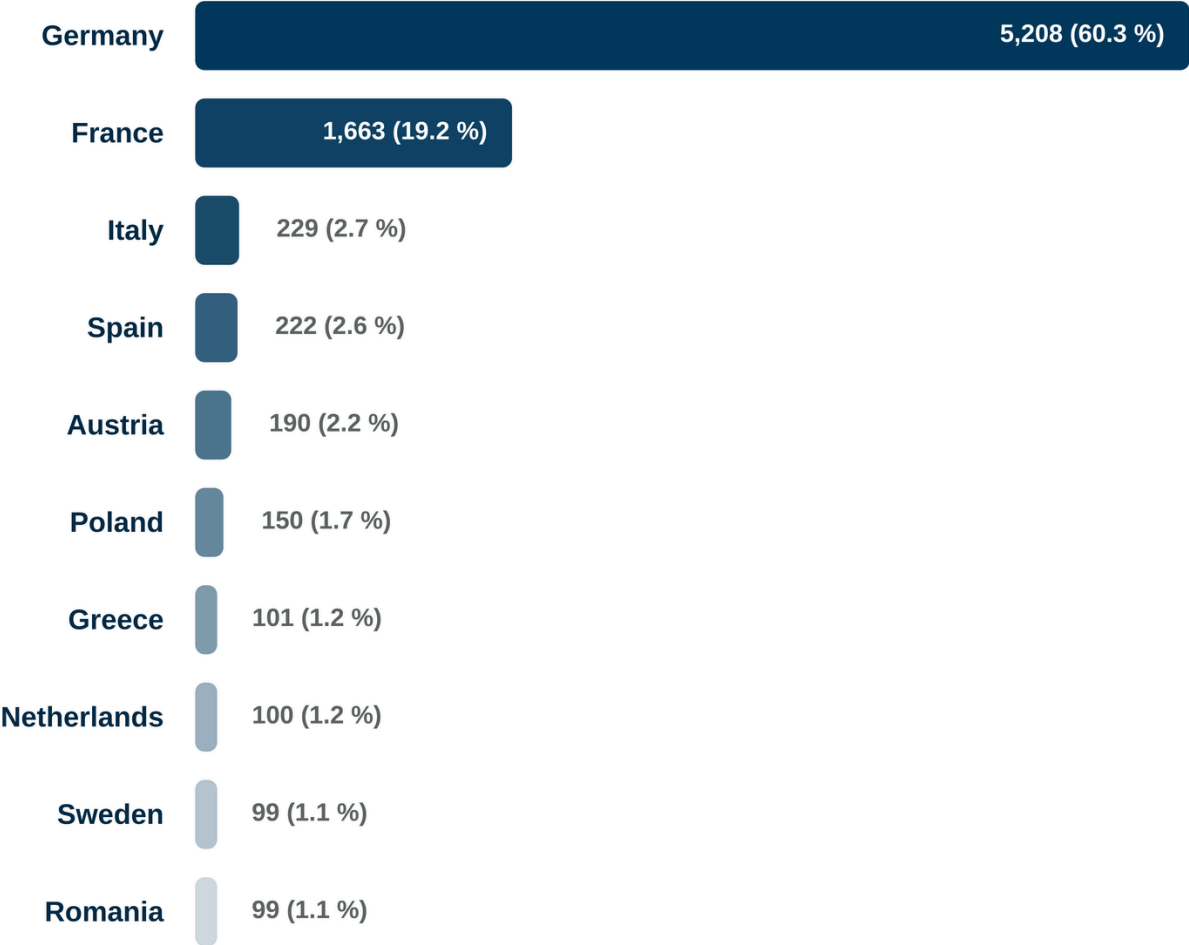 Germany 5,208 (60.3 %)
France 1,663 (19.2 %)
Italy 229 (2.7 %)
Spain 222 (2.6 %)
Austria 190 (2.2 %)
Poland 150 (1.7 %)
Greece 101 (1.2 %)
Netherlands 100 (1.2 %)
Sweden 99 (1.1 %)
Romania 99 (1.1 %)